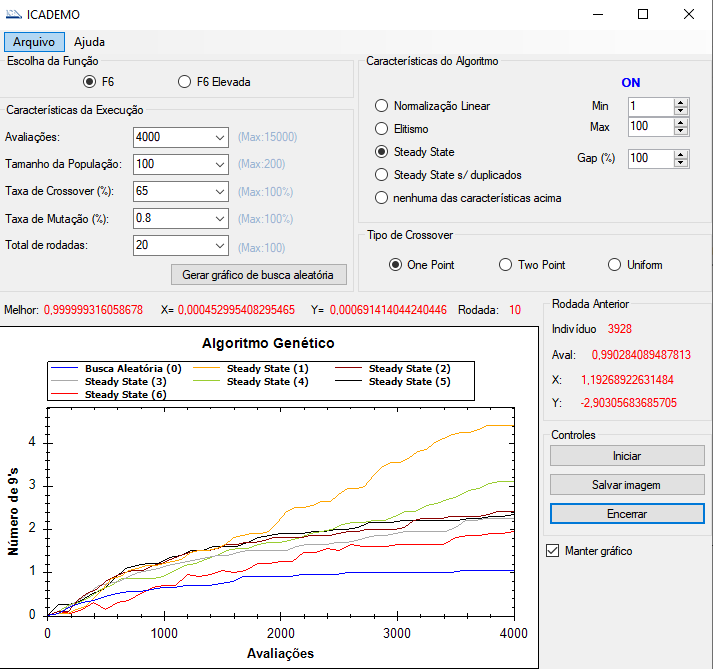 ICADEMO
Arquivo Ajuda
Escolha da Função
F6 F6 Elevada
Características da Execução
Avaliações: 4000 (Max:15000)
Tamanho da População: 100 (Max:200)
Taxa de Crossover (%): 65 (Max:100%)
Taxa de Mutação (%): 0.8 (Max:100%)
Total de rodadas: 20 (Max:100)
Gerar gráfico de busca aleatória
Características do Algoritmo
ON
Normalização Linear Min 1
Elitismo Max 100
Steady State Gap (%) 100
Steady State s/ duplicados
nenhuma das características acima
Tipo de Crossover
One Point Two Point Uniform
Melhor: 0,999999316058678 X= 0,000452995408295465 Y= 0,000691414044240446 Rodada: 10
Algoritmo Genético
Busca Aleatória (0) Steady State (1) Steady State (2)
Steady State (3) Steady State (4) Steady State (5)
Steady State (6)
Número de 9's
4
3
2
1
0
0 1000 2000 3000 4000
Avaliações
Rodada Anterior
Indivíduo 3928
Aval: 0,990284089487813
X: 1,19268922631484
Y: -2,90305683685705
Controles
Iniciar
Salvar imagem
Encerrar
Manter gráfico